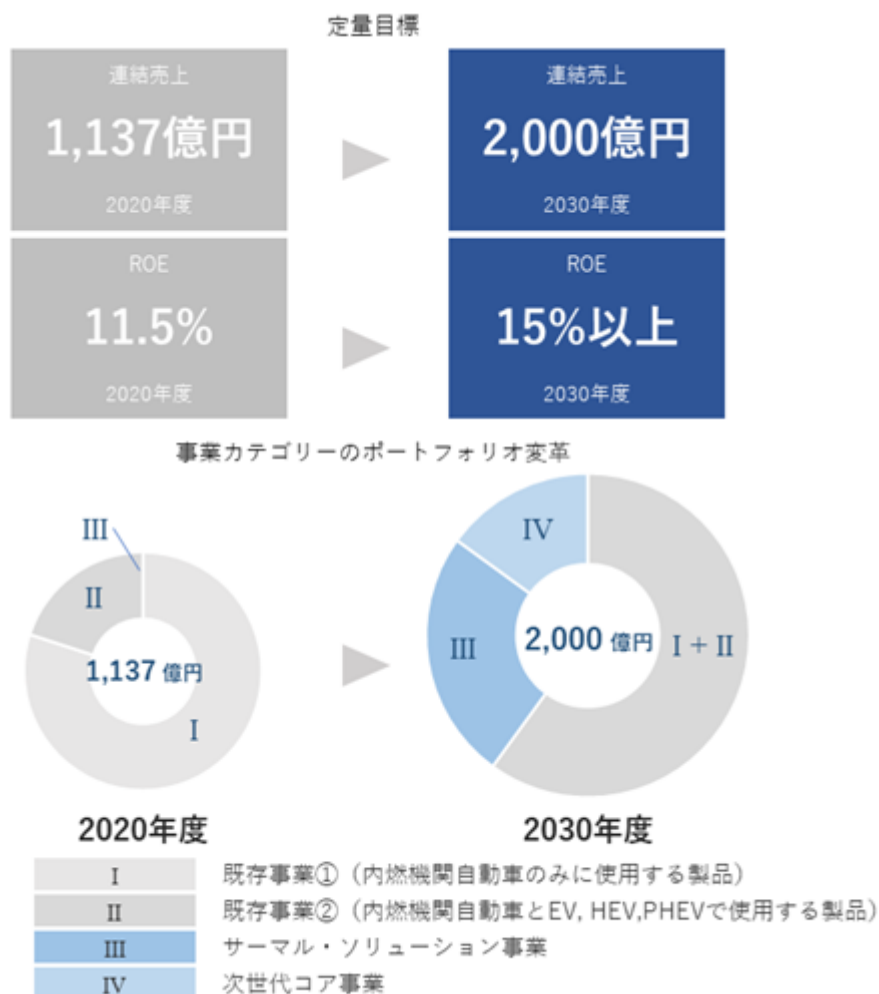 定量目標
連結売上
1,137億円
2020年度
連結売上
2,000億円
2030年度
ROE
11.5%
2020年度
ROE
15%以上
2030年度
事業カテゴリーのポートフォリオ変革
III
II
1,137 億円
I
2020年度
IV
III
2,000 億円
I + II
2030年度
I 既存事業①（内燃機関自動車のみに使用する製品）
II 既存事業②（内燃機関自動車とEV, HEV,PHEVで使用する製品）
III サーマル・ソリューション事業
IV 次世代コア事業